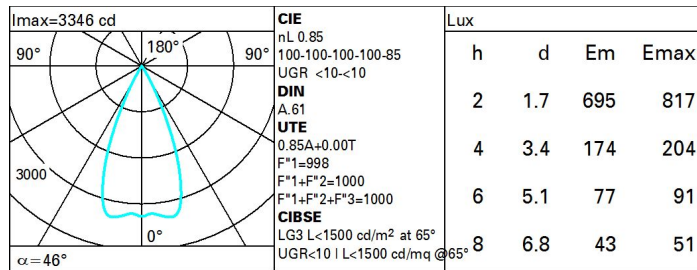 Imax=3346 cd
90° 180° 90°
3000
0°
α=46°
CIE
nL 0.85
100-100-100-100-85
UGR <10-<10
DIN
A.61
UTE
0.85A+0.00T
F"1=998
F"1+F"2=1000
F"1+F"2+F"3=1000
CIBSE
LG3 L<1500 cd/m² at 65°
UGR<10 | L<1500 cd/mq @65°
Lux
h d Em Emax
2 1.7 695 817
4 3.4 174 204
6 5.1 77 91
8 6.8 43 51